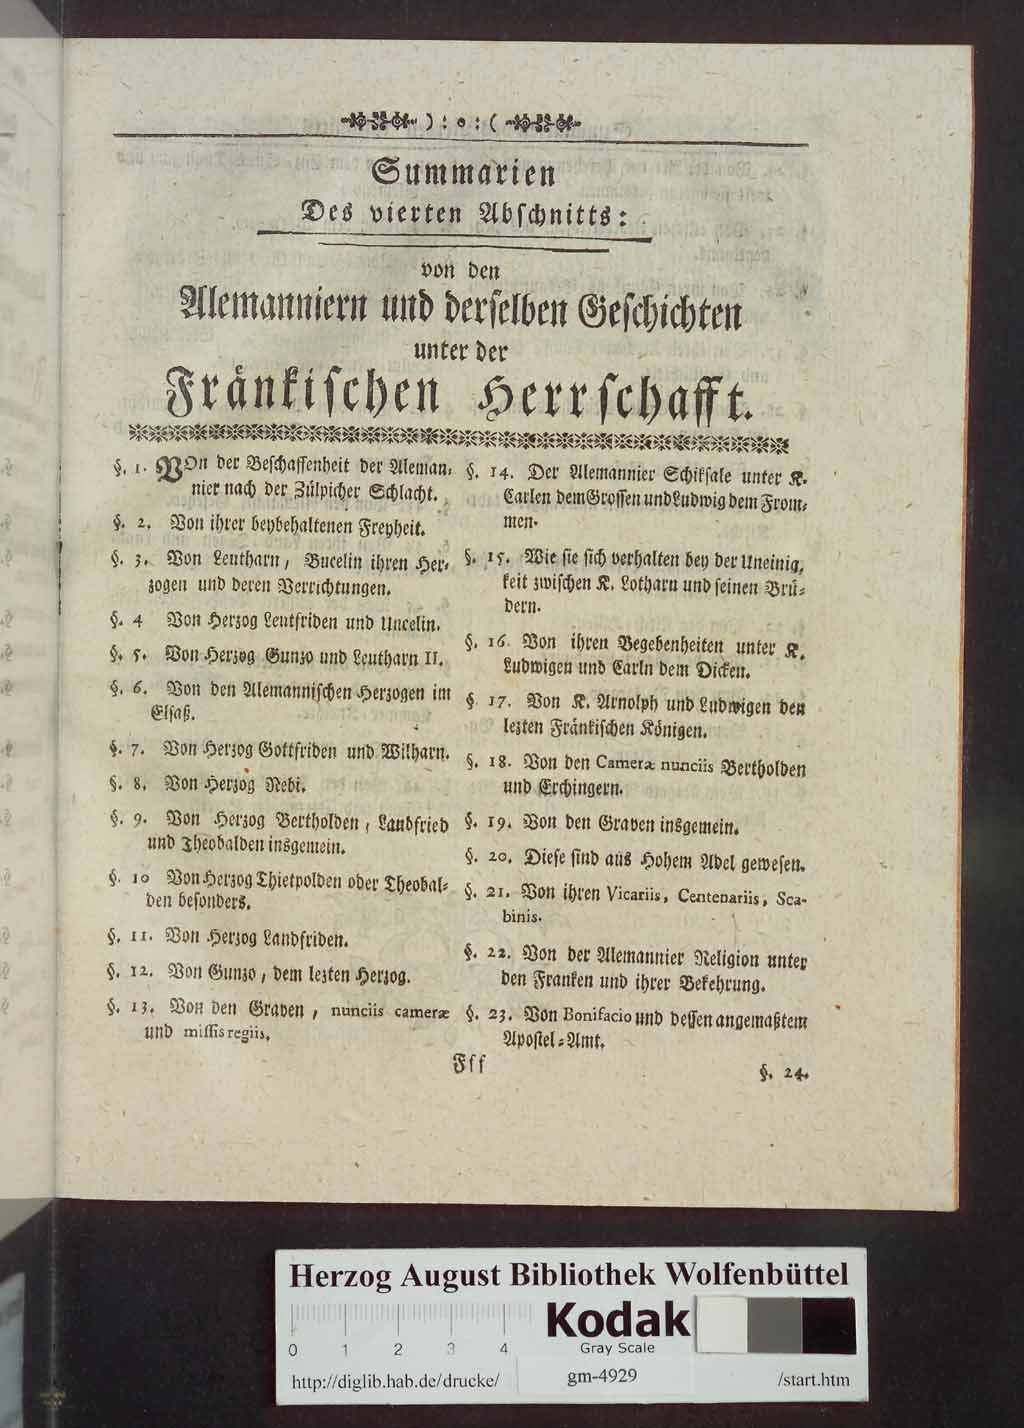 ) : o : (
Summarien
Des vierten Abschnitts:
von den
Alemanniern und derselben Geschichten
unter der
Fränkischen Herrschafft.
§. 1. VOn der Beschaffenheit der Aleman-
nier nach der Zülpicher Schlacht.
§. 2. Von ihrer beybehaltenen Freyheit.
§. 3. Von Leutharn, Bucelin ihren Her-
zogen und deren Verrichtungen.
§. 4 Von Herzog Leutfriden und Uncelin.
§. 5. Von Herzog Gunzo und Leutharn II.
§. 6. Von den Alemannischen Herzogen im
Elsaß.
§. 7. Von Herzog Gottfriden und Wilharn.
§. 8. Von Herzog Nebi.
§. 9. Von Herzog Bertholden, Landfried
und Theobalden insgemein.
§. 10 Von Herzog Thietpolden oder Theobal-
den besonders.
§. 11. Von Herzog Landfriden.
§. 12. Von Gunzo, dem lezten Herzog.
§. 13. Von den Graven, nunciis cameræ
und missis regiis.
§. 14. Der Alemannier Schiksale unter K.
Carlen dem Grossen und Ludwig dem From-
men.
§. 15. Wie sie sich verhalten bey der Uneinig-
keit zwischen K. Lotharn und seinen Brü-
dern.
§. 16. Von ihren Begebenheiten unter K.
Ludwigen und Carln dem Dicken.
§. 17. Von K. Arnolph und Ludwigen den
lezten Fränkischen Königen.
§. 18. Von den Cameræ nunciis Bertholden
und Erchingern.
§. 19. Von den Graven insgemein.
§. 20. Diese sind aus Hohem Adel gewesen.
§. 21. Von ihren Vicariis, Centenariis, Sca-
binis.
§. 22. Von der Alemannier Religion unter
den Franken und ihrer Bekehrung.
§. 23. Von Bonifacio und dessen angemaßtem
Apostel-Amt.
Fff
§. 24.
Herzog August Bibliothek Wolfenbüttel
Kodak
Gray Scale
0 1 2 3 4
http://diglib.hab.de/drucke/ gm-4929 /start.htm